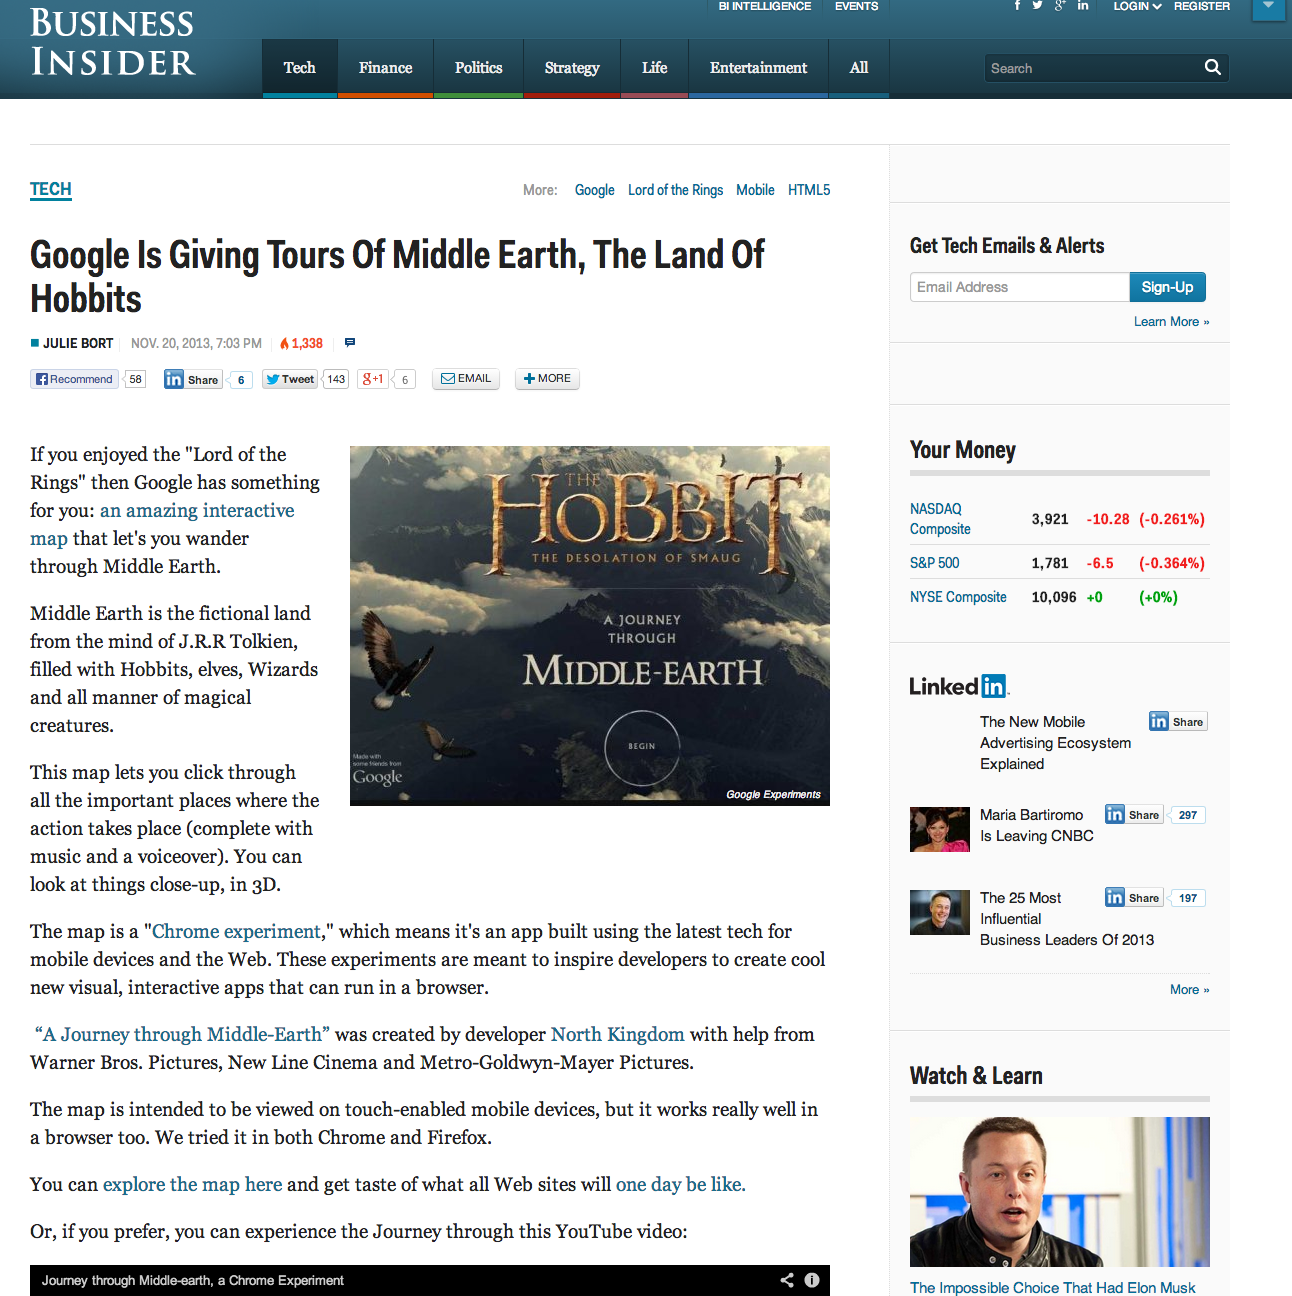 BUSINESS
INSIDER
BI INTELLIGENCE EVENTS
LOGIN REGISTER
Tech Finance Politics Strategy Life Entertainment All
Search
TECH
More: Google Lord of the Rings Mobile HTML5
Google Is Giving Tours Of Middle Earth, The Land Of
Hobbits
JULIE BORT NOV. 20, 2013, 7:03 PM 1,338
Recommend 58 in Share 6 Tweet 143 g+1 6 EMAIL + MORE
If you enjoyed the "Lord of the
Rings" then Google has something
for you: an amazing interactive
map that let's you wander
through Middle Earth.
Middle Earth is the fictional land
from the mind of J.R.R Tolkien,
filled with Hobbits, elves, Wizards
and all manner of magical
creatures.
This map lets you click through
all the important places where the
action takes place (complete with
music and a voiceover). You can
look at things close-up, in 3D.
THE
HOBBIT
THE DESOLATION OF SMAUG
A JOURNEY
THROUGH
MIDDLE-EARTH
BEGIN
Made with
some friends from
Google
Google Experiments
The map is a "Chrome experiment," which means it's an app built using the latest tech for
mobile devices and the Web. These experiments are meant to inspire developers to create cool
new visual, interactive apps that can run in a browser.
“A Journey through Middle-Earth” was created by developer North Kingdom with help from
Warner Bros. Pictures, New Line Cinema and Metro-Goldwyn-Mayer Pictures.
The map is intended to be viewed on touch-enabled mobile devices, but it works really well in
a browser too. We tried it in both Chrome and Firefox.
You can explore the map here and get taste of what all Web sites will one day be like.
Or, if you prefer, you can experience the Journey through this YouTube video:
Journey through Middle-earth, a Chrome Experiment
Get Tech Emails & Alerts
Email Address Sign-Up
Learn More »
Your Money
NASDAQ
Composite 3,921 -10.28 (-0.261%)
S&P 500 1,781 -6.5 (-0.364%)
NYSE Composite 10,096 +0 (+0%)
Linked in
The New Mobile
Advertising Ecosystem
Explained
in Share
Maria Bartiromo
Is Leaving CNBC
in Share 297
The 25 Most
Influential
Business Leaders Of 2013
in Share 197
More »
Watch & Learn
The Impossible Choice That Had Elon Musk